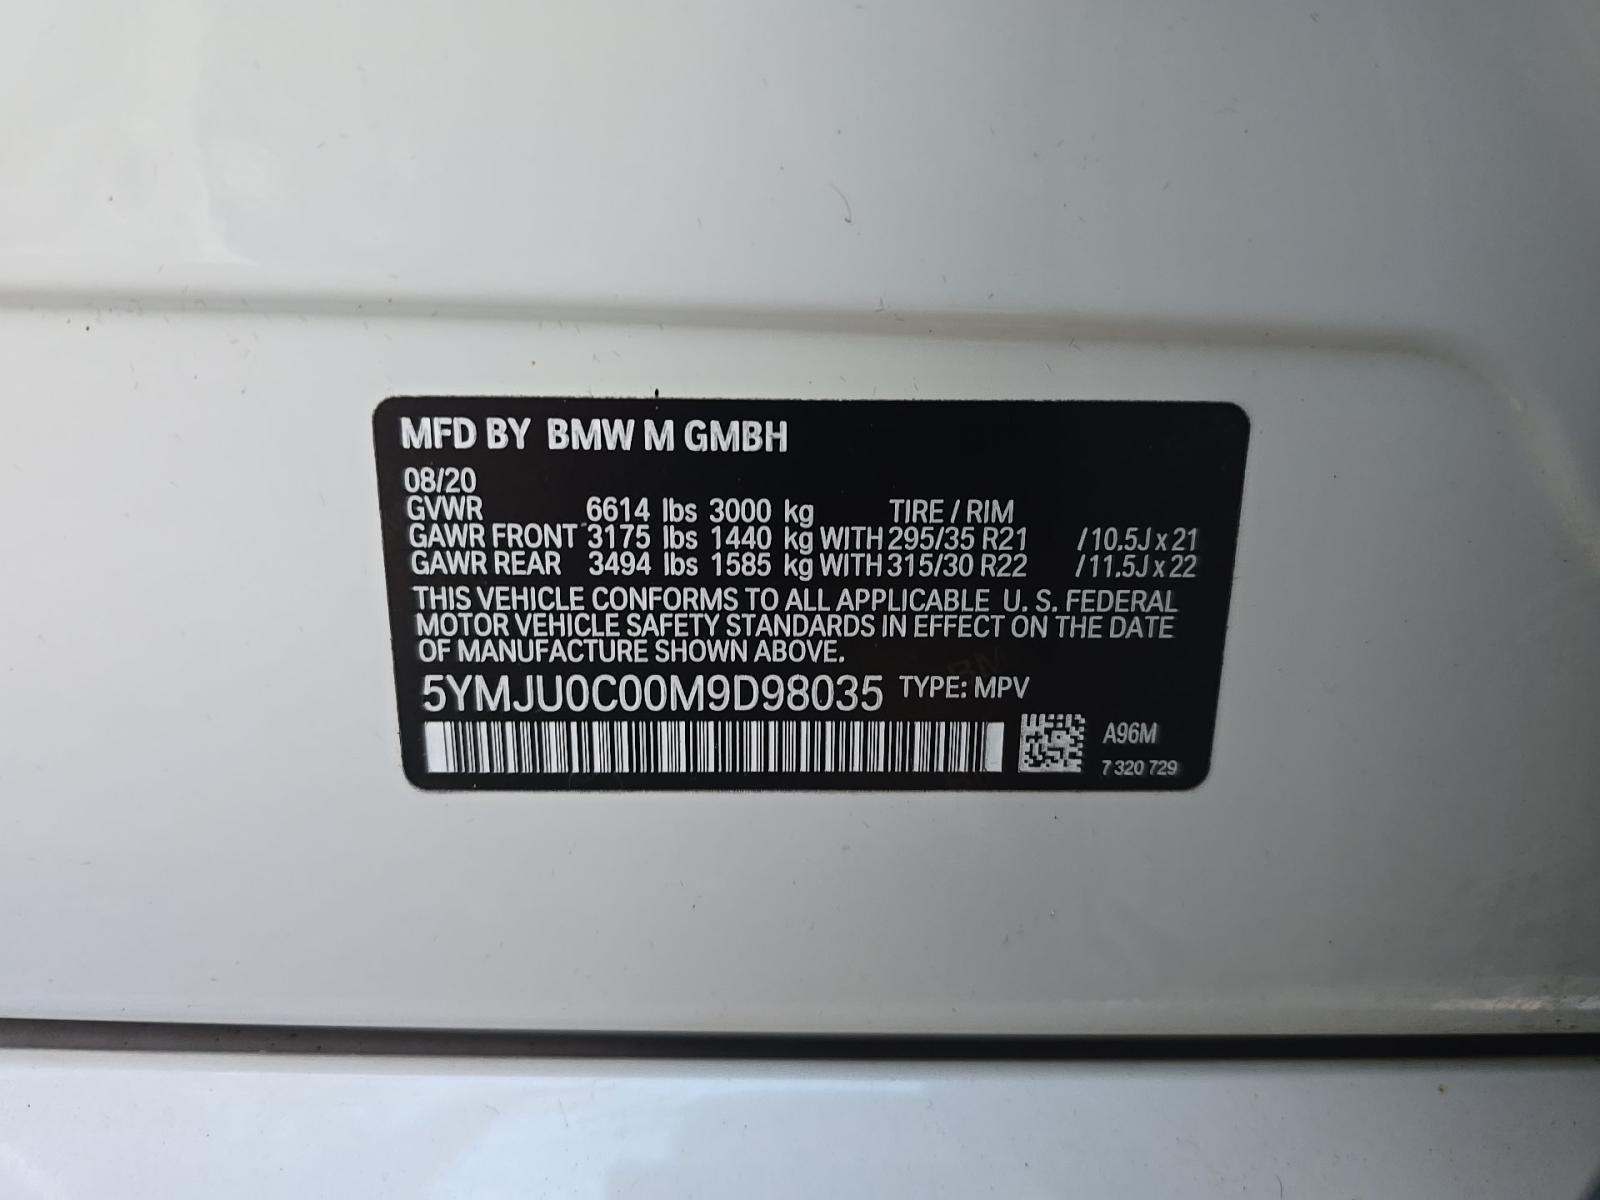 MFD BY BMW M GMBH
08/20
GVWR 6614 lbs 3000 kg TIRE / RIM
GAWR FRONT 3175 lbs 1440 kg WITH 295/35 R21 /10.5J x 21
GAWR REAR 3494 lbs 1585 kg WITH 315/30 R22 /11.5J x 22
THIS VEHICLE CONFORMS TO ALL APPLICABLE U. S. FEDERAL
MOTOR VEHICLE SAFETY STANDARDS IN EFFECT ON THE DATE
OF MANUFACTURE SHOWN ABOVE.
5YMJU0C00M9D98035 TYPE: MPV
A96M
7 320 729